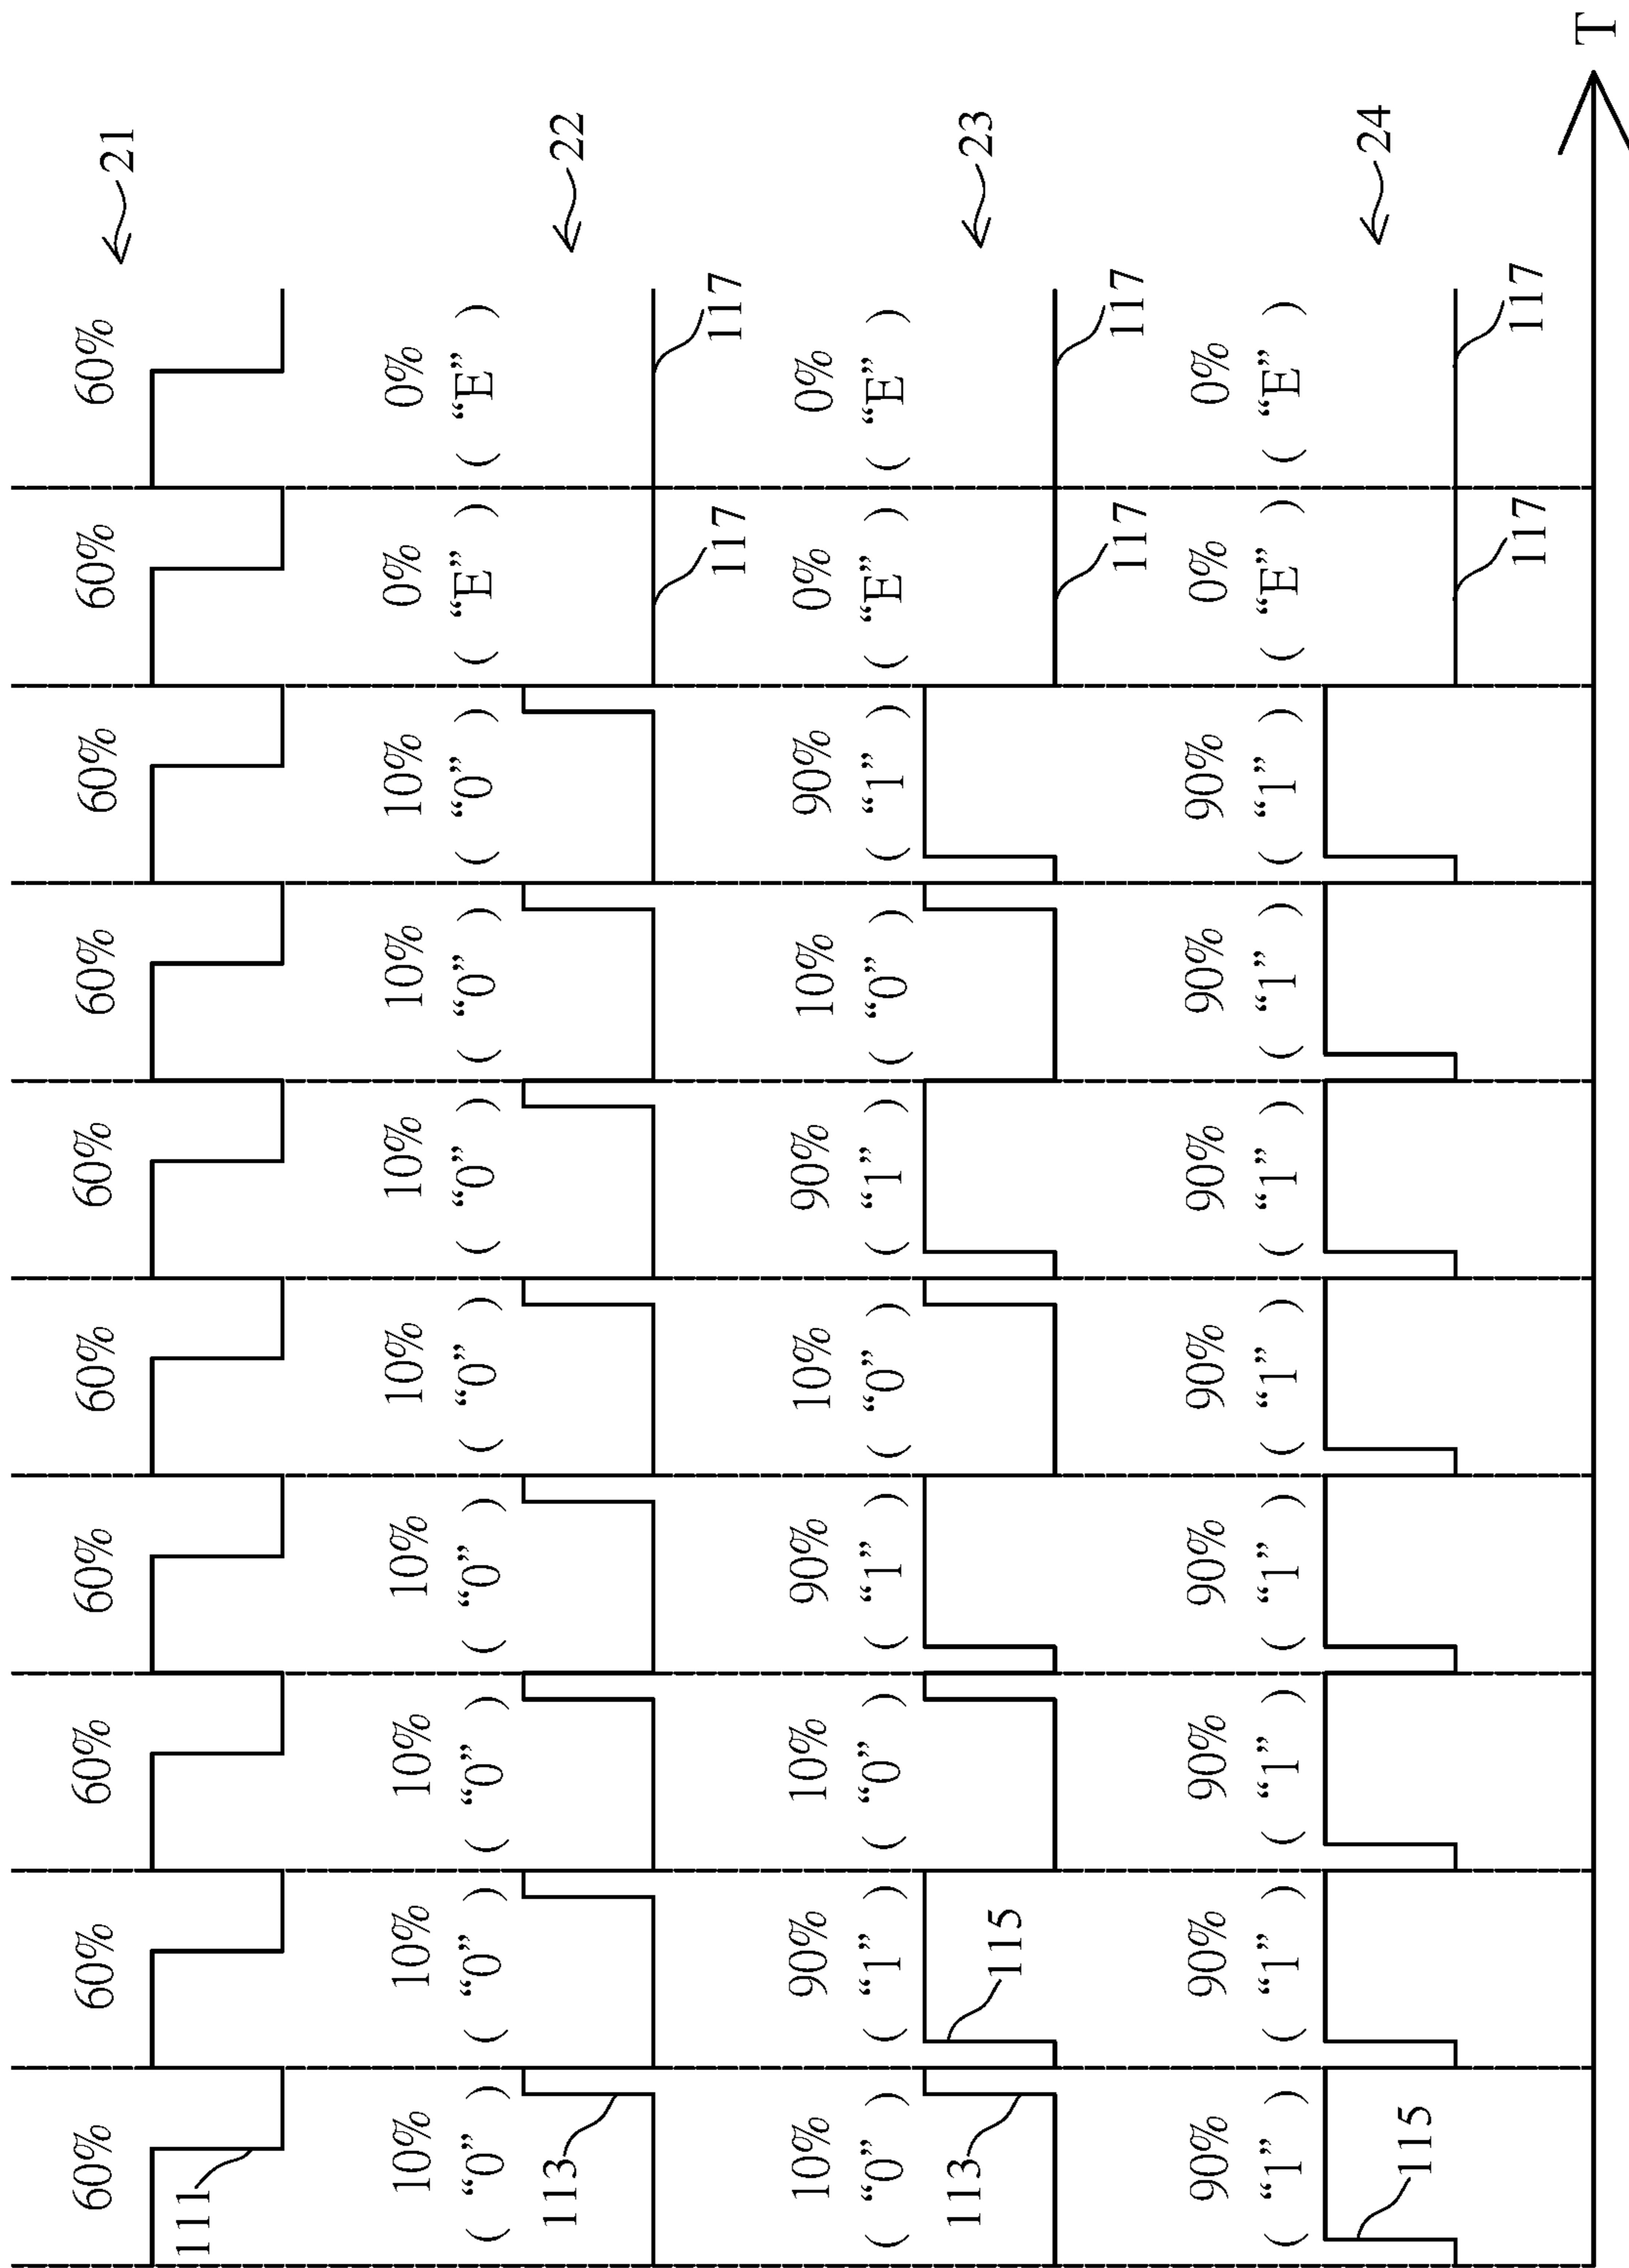 60% 60% 60% 60% 60% 60% 60% 60% 60% 60% 21
111
10% 10% 10% 10% 10% 10% 10% 10% 0% 0%
( “0” ) ( “0” ) ( “0” ) ( “0” ) ( “0” ) ( “0” ) ( “0” ) ( “0” ) ( “E” ) ( “E” ) 22
113 117 117
10% 90% 10% 90% 10% 90% 10% 90% 0% 0%
( “0” ) ( “1” ) ( “0” ) ( “1” ) ( “0” ) ( “1” ) ( “0” ) ( “1” ) ( “E” ) ( “E” ) 23
113 115 117 117
90% 90% 90% 90% 90% 90% 90% 90% 0% 0%
( “1” ) ( “1” ) ( “1” ) ( “1” ) ( “1” ) ( “1” ) ( “1” ) ( “1” ) ( “E” ) ( “E” ) 24
115 117 117
T